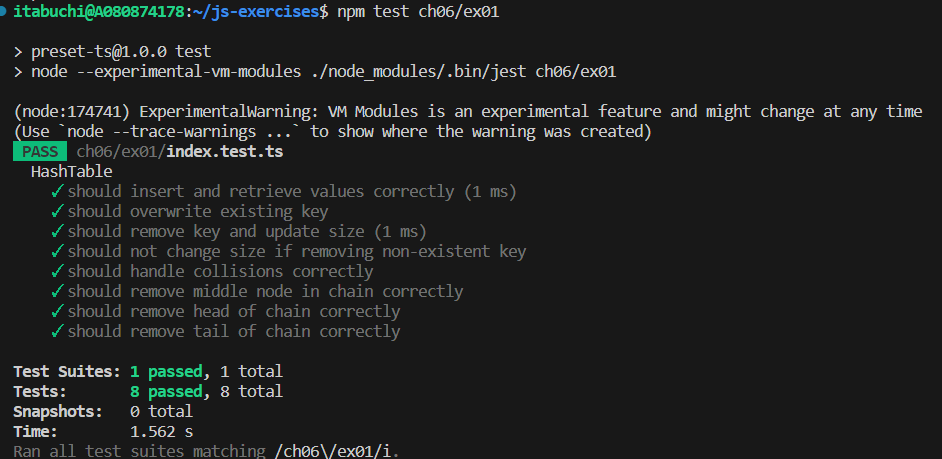 itabuchi@A080874178:~/js-exercises$ npm test ch06/ex01
> preset-ts@1.0.0 test
> node --experimental-vm-modules ./node_modules/.bin/jest ch06/ex01
(node:174741) ExperimentalWarning: VM Modules is an experimental feature and might change at any time
(Use `node --trace-warnings ...` to show where the warning was created)
PASS ch06/ex01/index.test.ts
HashTable
✓ should insert and retrieve values correctly (1 ms)
✓ should overwrite existing key
✓ should remove key and update size (1 ms)
✓ should not change size if removing non-existent key
✓ should handle collisions correctly
✓ should remove middle node in chain correctly
✓ should remove head of chain correctly
✓ should remove tail of chain correctly
Test Suites: 1 passed, 1 total
Tests: 8 passed, 8 total
Snapshots: 0 total
Time: 1.562 s
Ran all test suites matching /ch06\/ex01/i.